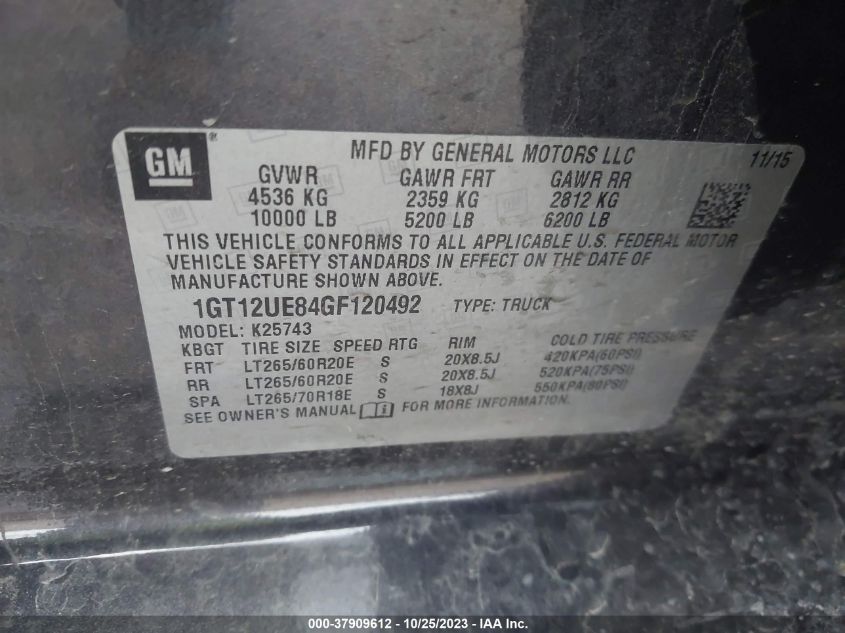 GM ®
MFD BY GENERAL MOTORS LLC 11/15
GVWR GAWR FRT GAWR RR
4536 KG 2359 KG 2812 KG
10000 LB 5200 LB 6200 LB
THIS VEHICLE CONFORMS TO ALL APPLICABLE U.S. FEDERAL MOTOR
VEHICLE SAFETY STANDARDS IN EFFECT ON THE DATE OF
MANUFACTURE SHOWN ABOVE.
1GT12UE84GF120492 TYPE: TRUCK
MODEL: K25743
KBGT TIRE SIZE SPEED RTG RIM COLD TIRE PRESSURE
FRT LT265/60R20E S 20X8.5J 420KPA(60PSI)
RR LT265/60R20E S 20X8.5J 520KPA(75PSI)
SPA LT265/70R18E S 18X8J 550KPA(80PSI)
SEE OWNER'S MANUAL i FOR MORE INFORMATION.
000-37909612 - 10/25/2023 - IAA Inc.